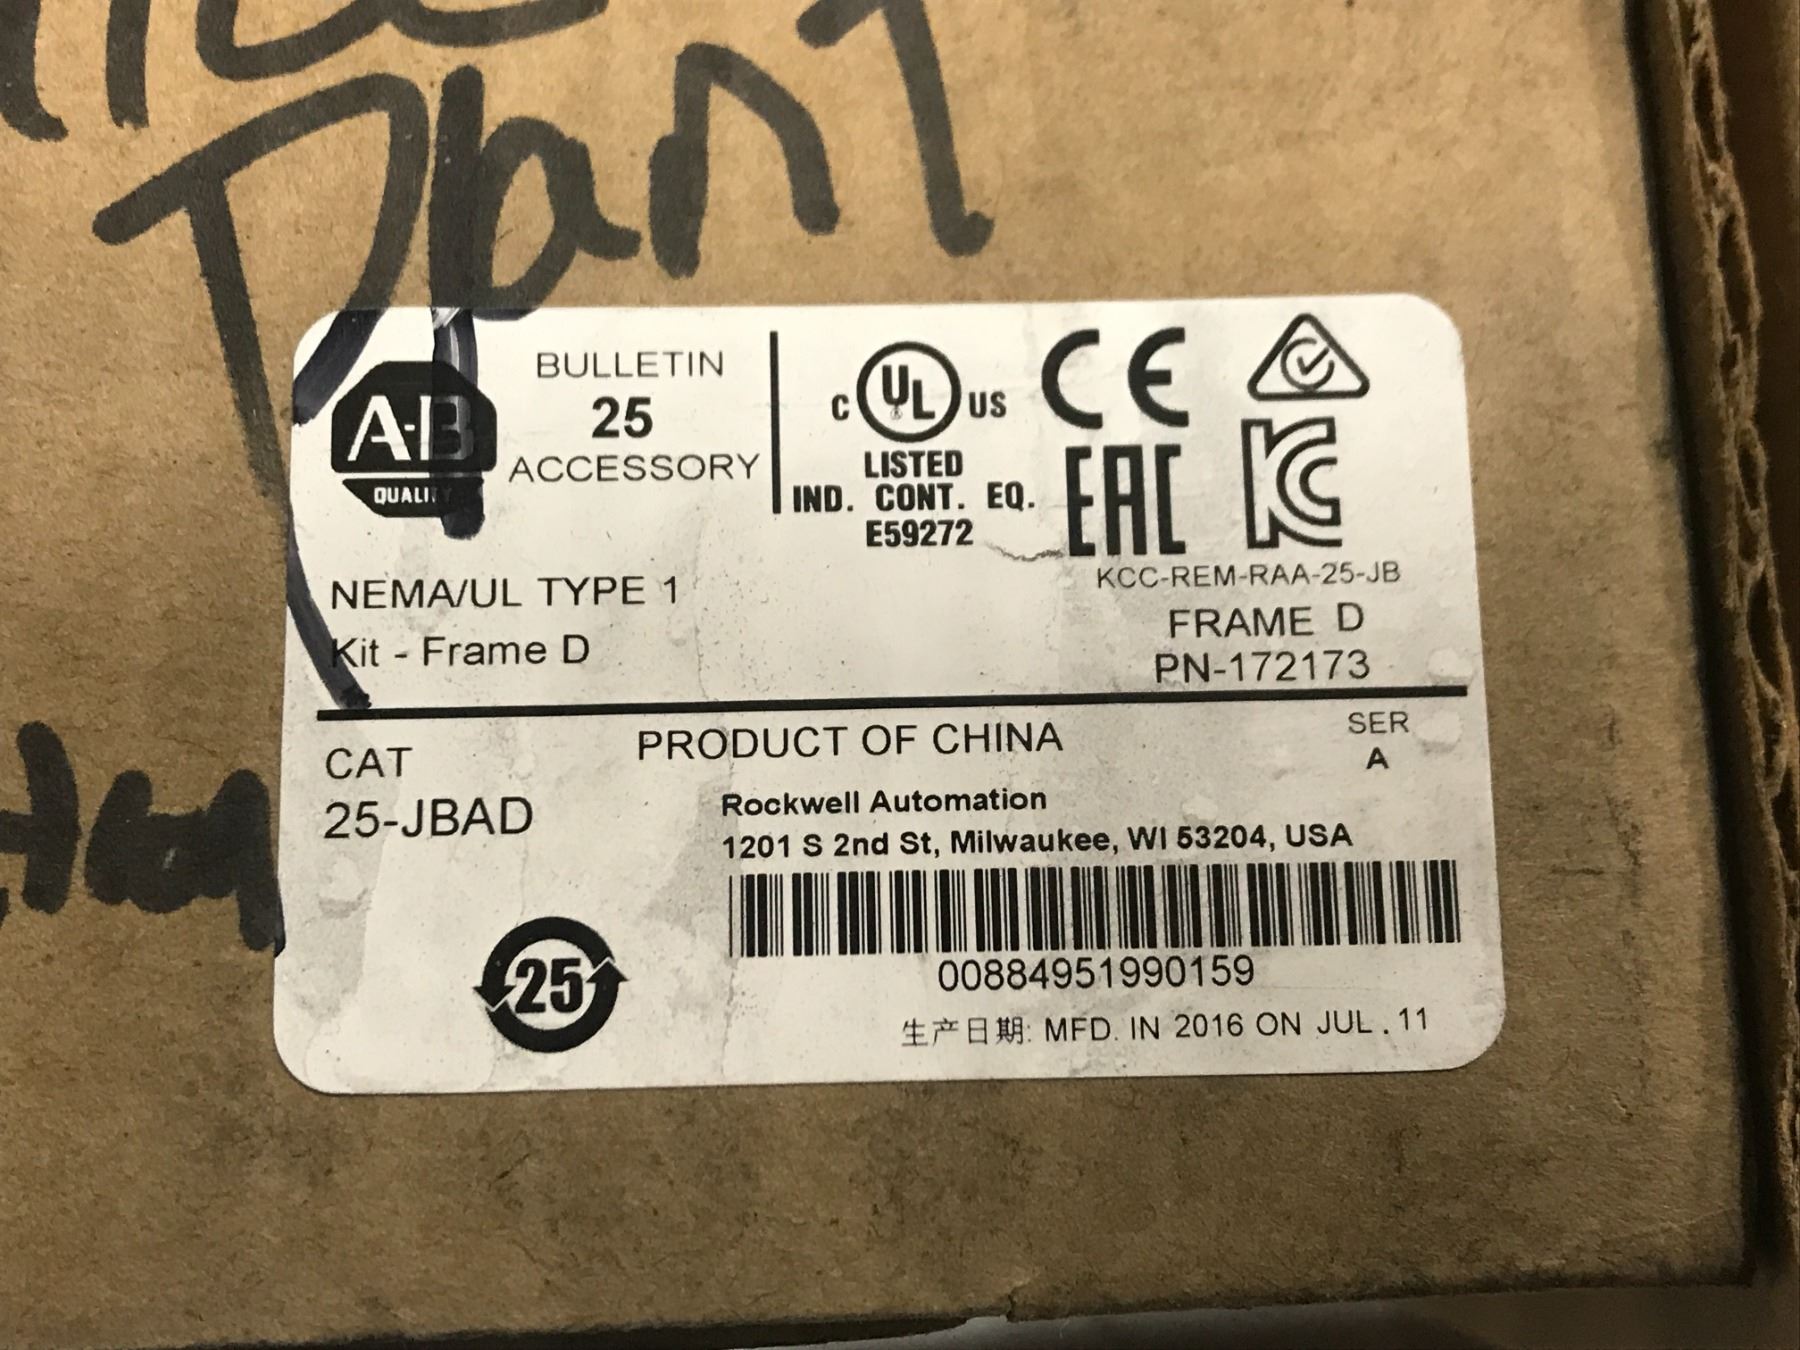 Part
A-B
QUALITY
BULLETIN
25
ACCESSORY
C UL US
LISTED
IND. CONT. EQ.
E59272
CE
EAC
KC
KCC-REM-RAA-25-JB
NEMA/UL TYPE 1
Kit - Frame D
FRAME D
PN-172173
CAT
25-JBAD
PRODUCT OF CHINA
SER
A
Rockwell Automation
1201 S 2nd St, Milwaukee, WI 53204, USA
25
00884951990159
生产日期: MFD. IN 2016 ON JUL . 11